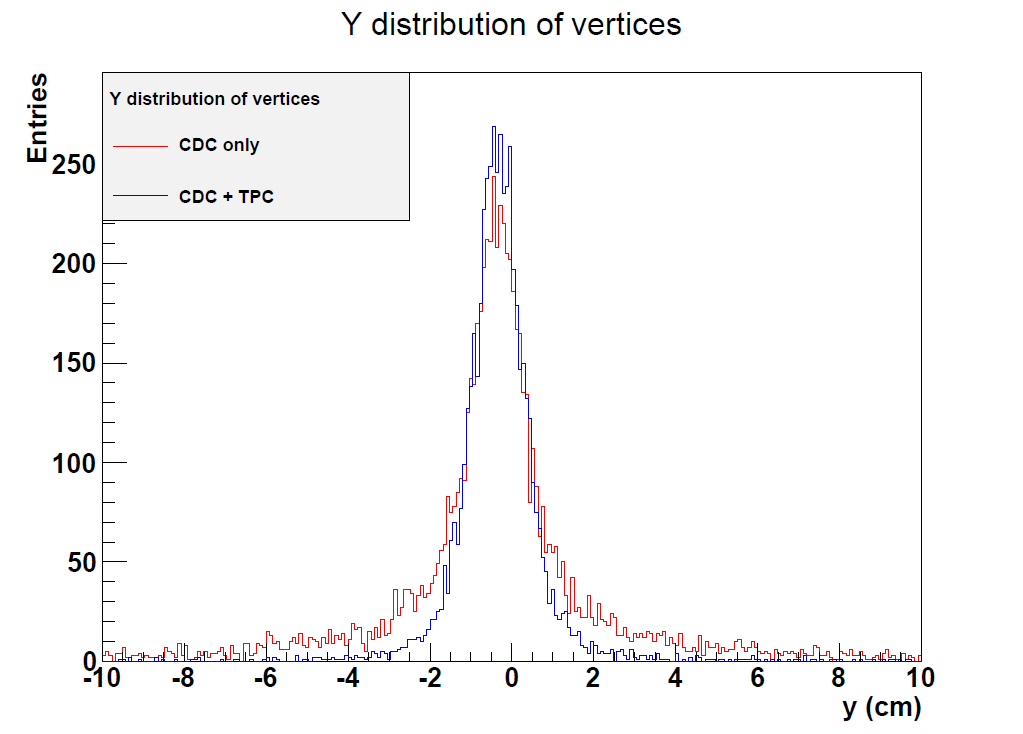 Y distribution of vertices
Entries
Y distribution of vertices
CDC only
CDC + TPC
250
200
150
100
50
0
-10 -8 -6 -4 -2 0 2 4 6 8 10
y (cm)